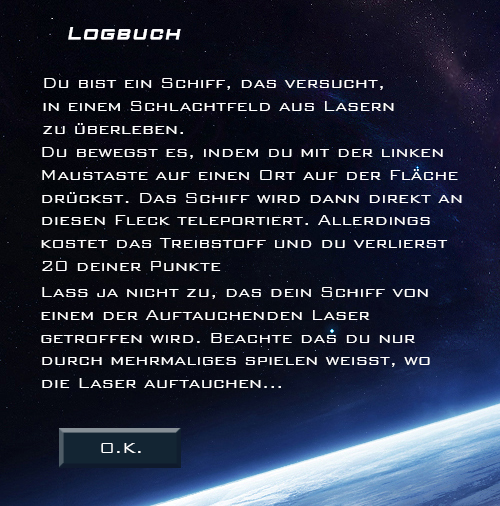 Logbuch
Du bist ein Schiff, das versucht,
in einem Schlachtfeld aus Lasern
zu überleben.
Du bewegst es, indem du mit der linken
Maustaste auf einen Ort auf der Fläche
drückst. Das Schiff wird dann direkt an
diesen Fleck teleportiert. Allerdings
kostet das Treibstoff und du verlierst
20 deiner Punkte
Lass ja nicht zu, das dein Schiff von
einem der Auftauchenden Laser
getroffen wird. Beachte das du nur
durch mehrmaliges spielen weisst, wo
die Laser auftauchen...
O.K.